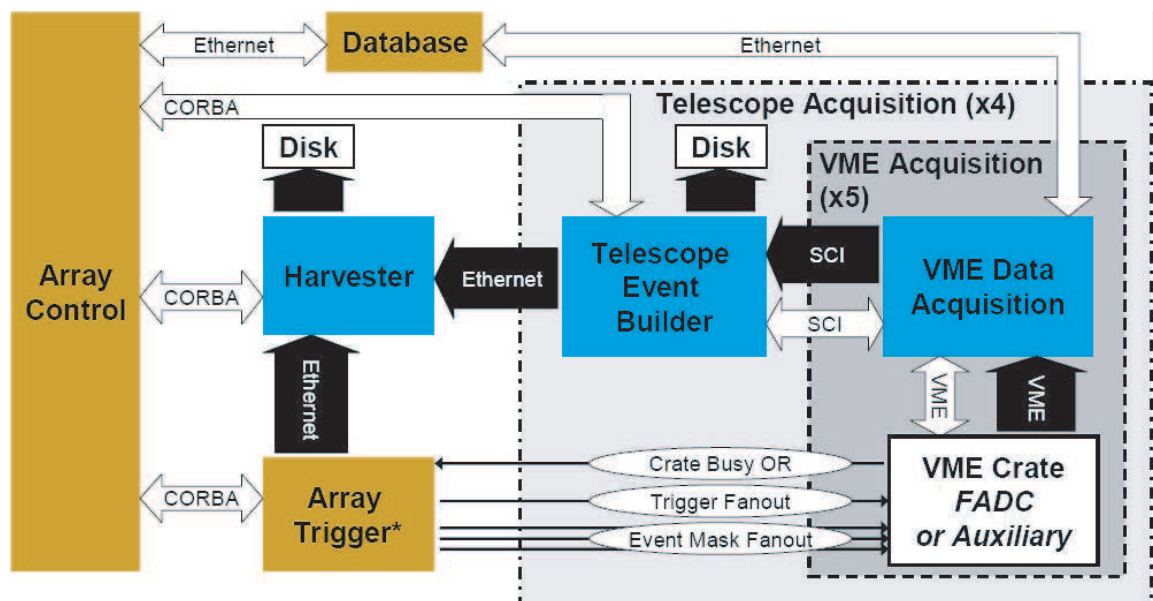 Ethernet
Database
Ethernet
CORBA
Telescope Acquisition (x4)
Disk
Disk
VME Acquisition
(x5)
Array
Control
CORBA
Harvester
Ethernet
Telescope
Event
Builder
SCI
SCI
VME Data
Acquisition
Ethernet
VME
VME
CORBA
Array
Trigger*
Crate Busy OR
Trigger Fanout
Event Mask Fanout
VME Crate
FADC
or Auxiliary